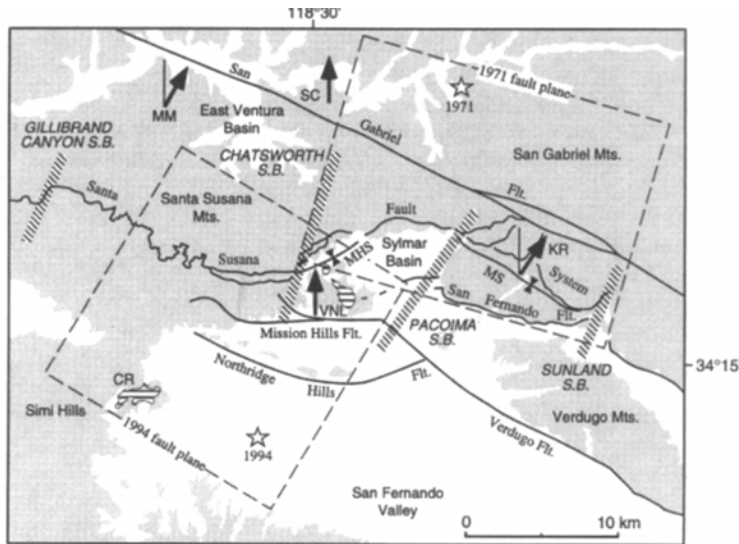 118°30'
San
1971 fault plane
MM
SC
1971
East Ventura
Basin
GILLIBRAND
CANYON S.B.
Gabriel
San Gabriel Mts.
CHATSWORTH
S.B.
Flt.
Santa
Santa Susana
Mts.
Fault
Sylmar
Basin
KR
MHS
System
Susana
MS
San
Fernando
Flt.
VNL
Mission Hills Flt.
PACOIMA
S.B.
Northridge
Hills
Flt.
34°15'
SUNLAND
S.B.
CR
Simi Hills
Verdugo Mts.
1994 fault plane
1994
Verdugo Flt.
San Fernando
Valley
0
10 km